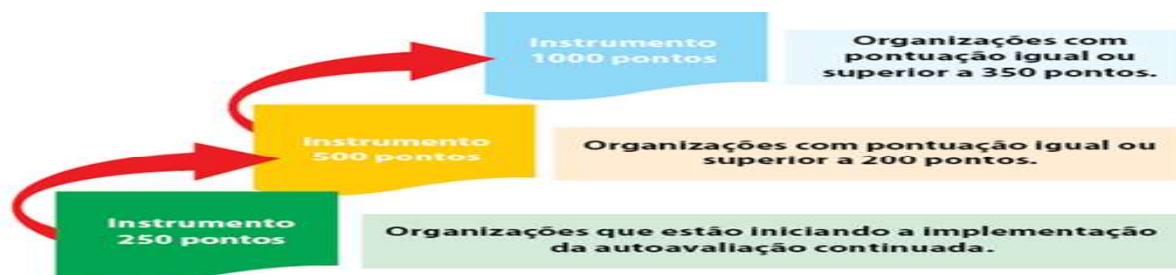 Instrumento
1000 pontos
Organizações com
pontuação igual ou
superior a 350 pontos.
Instrumento
500 pontos
Organizações com pontuação igual ou
superior a 200 pontos.
Instrumento
250 pontos
Organizações que estão iniciando a implementação
da autoavaliação continuada.